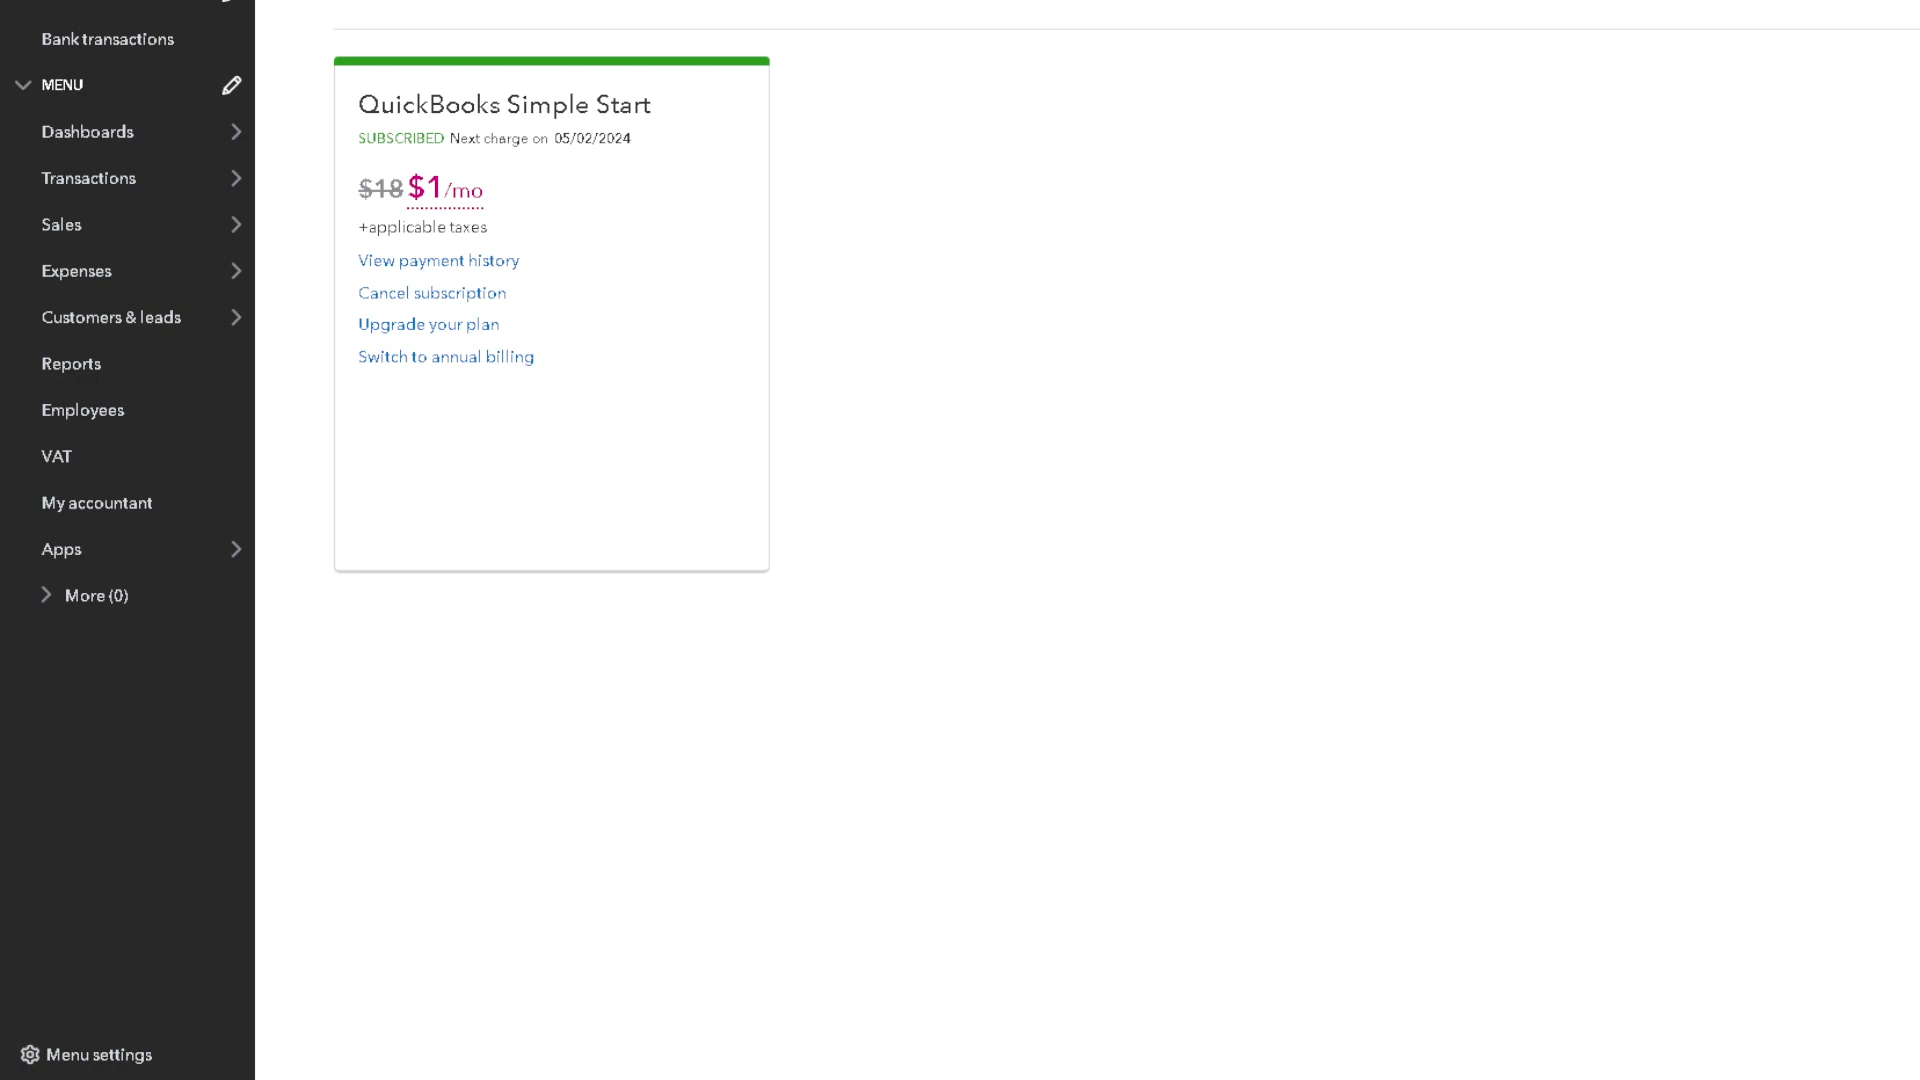 Bank transactions
MENU
Dashboards
Transactions
Sales
Expenses
Customers & leads
Reports
Employees
VAT
My accountant
Apps
More (0)
Menu settings
QuickBooks Simple Start
SUBSCRIBED Next charge on 05/02/2024
$18 $1/mo
+applicable taxes
View payment history
Cancel subscription
Upgrade your plan
Switch to annual billing